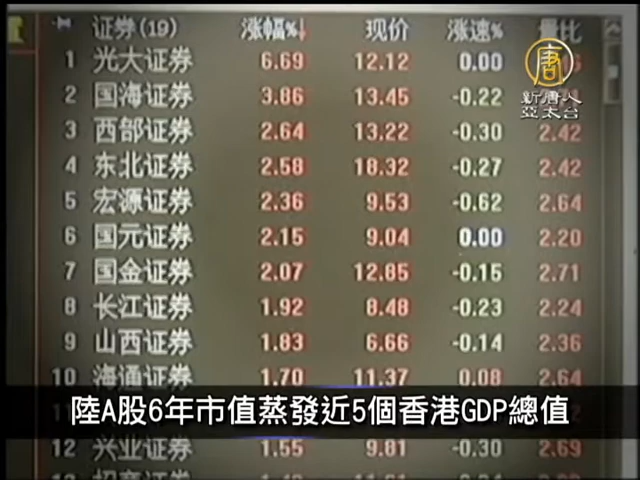 证券(19) 涨幅%↓ 现价 涨速% 量比
1 光大证券 6.69 12.12 0.00
2 国海证券 3.86 13.45 -0.22
3 西部证券 2.64 13.22 -0.30 2.42
4 东北证券 2.58 18.32 -0.27 2.42
5 宏源证券 2.36 9.53 -0.62 2.64
6 国元证券 2.15 9.04 0.00 2.20
7 国金证券 2.07 12.85 -0.15 2.71
8 长江证券 1.92 8.48 -0.23 2.24
9 山西证券 1.83 6.66 -0.14 2.36
10 海通证券 1.70 11.37 0.08 2.64
12 兴业证券 1.55 9.81 -0.30 2.69
唐
新唐人
亞太台
陸A股6年市值蒸發近5個香港GDP總值